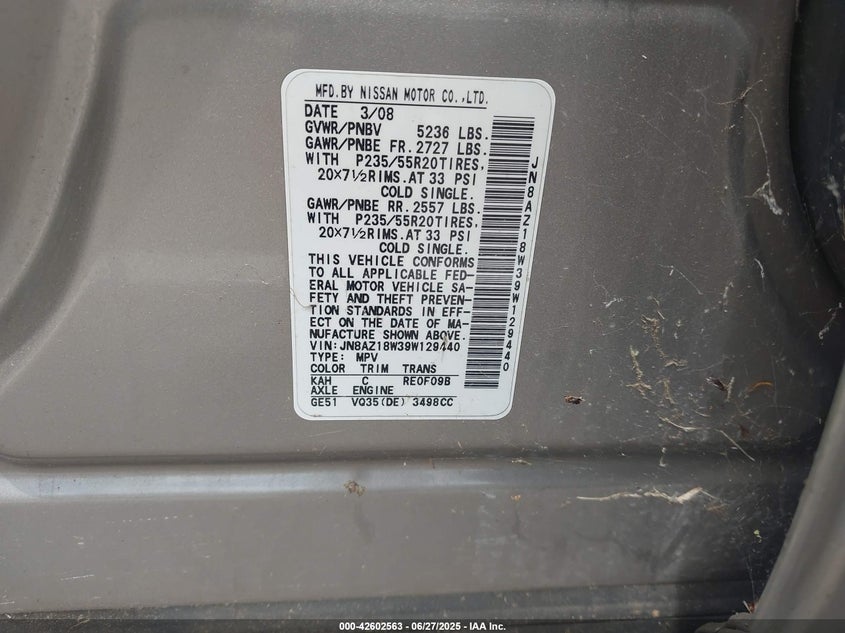 MFD.BY NISSAN MOTOR CO.,LTD.
DATE 3/08
GVWR/PNBV 5236 LBS.
GAWR/PNBE FR.2727 LBS.
WITH P235/55R20TIRES,
20×7½RIMS.AT 33 PSI
COLD SINGLE.
GAWR/PNBE RR.2557 LBS.
WITH P235/55R20TIRES,
20×7½RIMS.AT 33 PSI
COLD SINGLE.
THIS VEHICLE CONFORMS
TO ALL APPLICABLE FED-
ERAL MOTOR VEHICLE SA-
FETY AND THEFT PREVEN-
TION STANDARDS IN EFF-
ECT ON THE DATE OF MA-
NUFACTURE SHOWN ABOVE.
VIN:JN8AZ18W39W129440
TYPE: MPV
COLOR TRIM TRANS
KAH C RE0F09B
AXLE ENGINE
GE51 VQ35(DE) 3498CC
JN8AZ18W39W129440
000-42602563 - 06/27/2025 - IAA Inc.